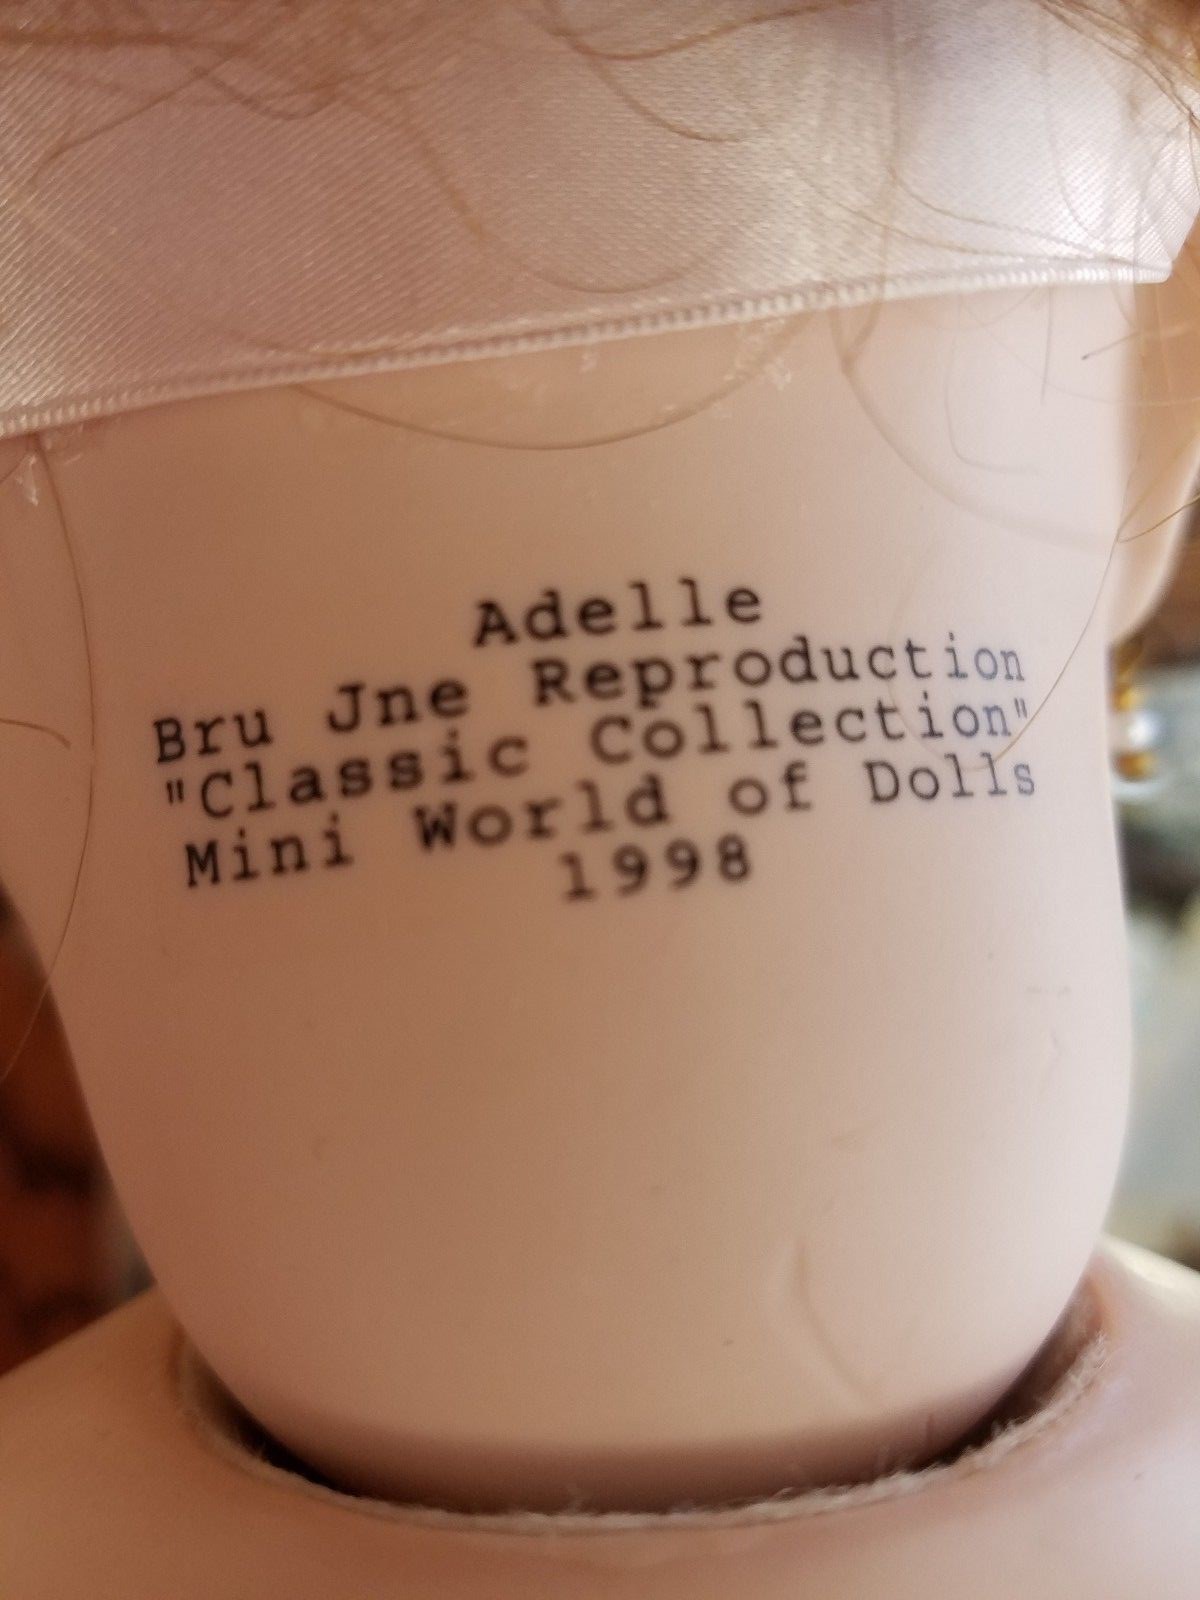 Adelle
Bru Jne Reproduction
"Classic Collection"
Mini World of Dolls
1998